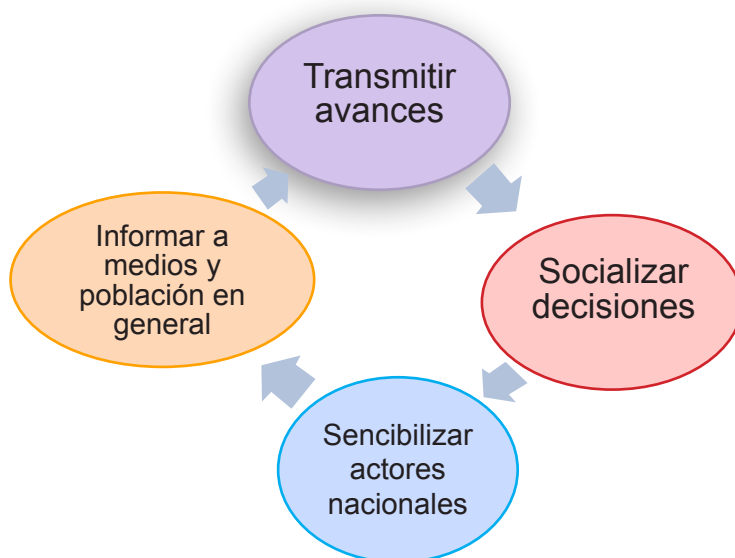 Transmitir
avances
Socializar
decisiones
Sencibilizar
actores
nacionales
Informar a
medios y
población en
general